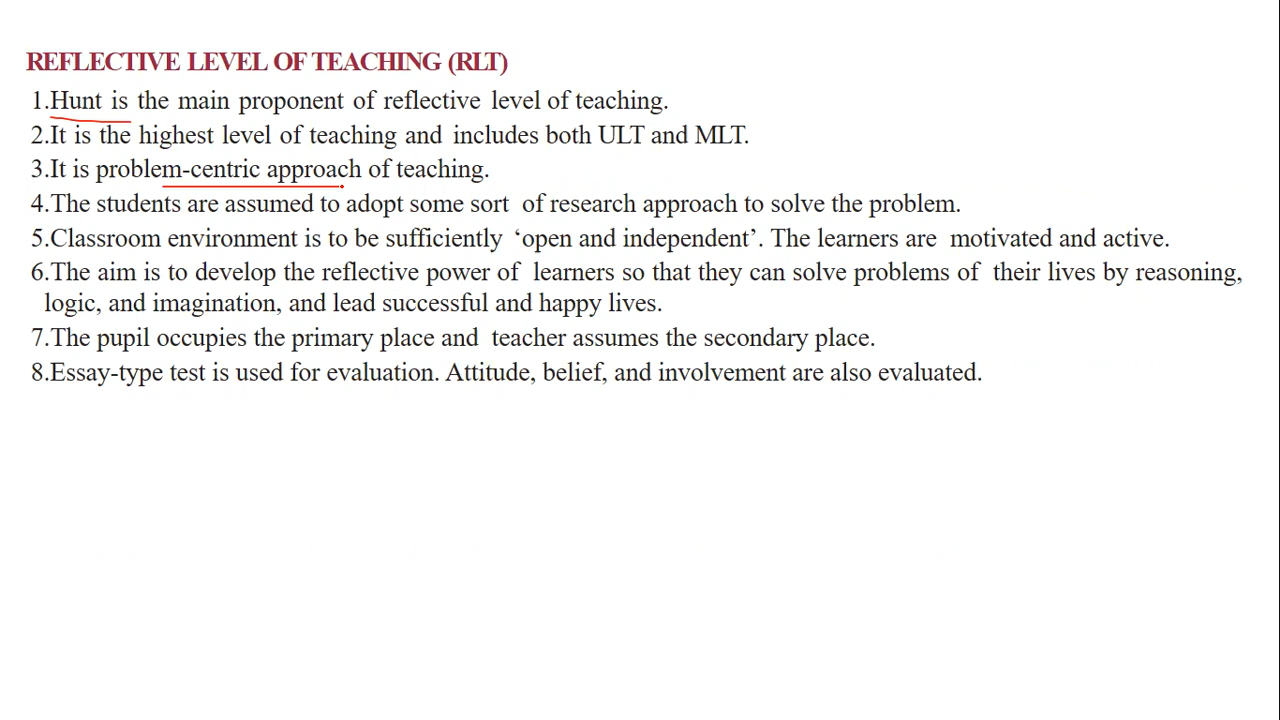 REFLECTIVE LEVEL OF TEACHING (RLT)
1.Hunt is the main proponent of reflective level of teaching.
2.It is the highest level of teaching and includes both ULT and MLT.
3.It is problem-centric approach of teaching.
4.The students are assumed to adopt some sort of research approach to solve the problem.
5.Classroom environment is to be sufficiently ‘open and independent’. The learners are motivated and active.
6.The aim is to develop the reflective power of learners so that they can solve problems of their lives by reasoning,
logic, and imagination, and lead successful and happy lives.
7.The pupil occupies the primary place and teacher assumes the secondary place.
8.Essay-type test is used for evaluation. Attitude, belief, and involvement are also evaluated.